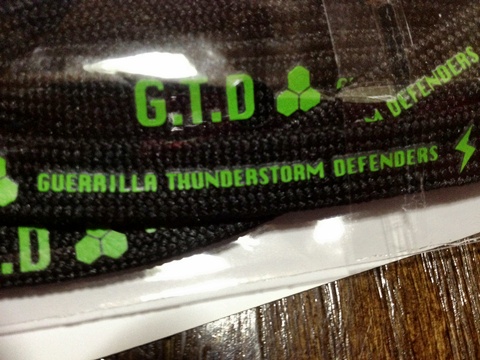 G.T.D
DEFENDERS
GUERRILLA THUNDERSTORM DEFENDERS
.D